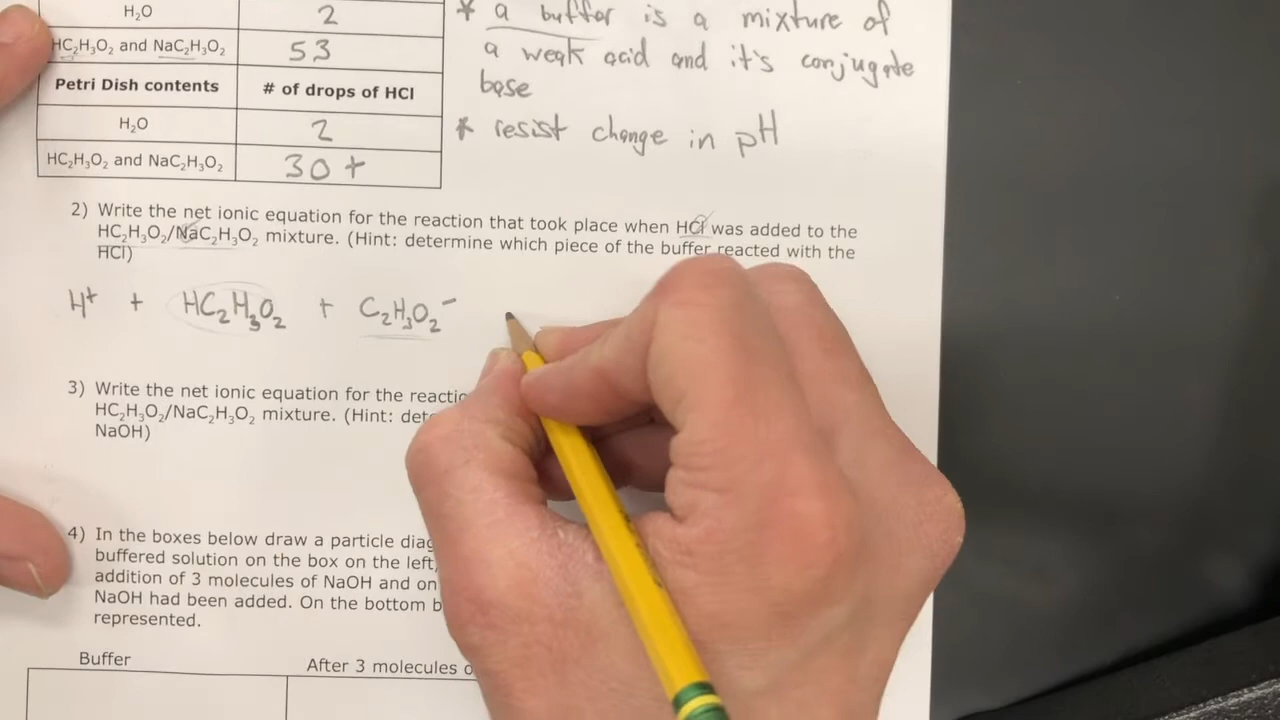 H₂O 2
HC₂H₃O₂ and NaC₂H₃O₂ 53
Petri Dish contents # of drops of HCl
H₂O 2
HC₂H₃O₂ and NaC₂H₃O₂ 30+
* a buffer is a mixture of
a weak acid and it's conjugate
base
* resist change in pH
2) Write the net ionic equation for the reaction that took place when HCl was added to the
HC₂H₃O₂/NaC₂H₃O₂ mixture. (Hint: determine which piece of the buffer reacted with the
HCl)
H⁺ + HC₂H₃O₂ + C₂H₃O₂⁻
3) Write the net ionic equation for the
HC₂H₃O₂/NaC₂H₃O₂ mixture. (Hint:
NaOH)
4) In the boxes below draw a particle
buffered solution on the box on the left,
addition of 3 molecules of NaOH and on
NaOH had been added. On the bottom
represented.
Buffer After 3 molecules